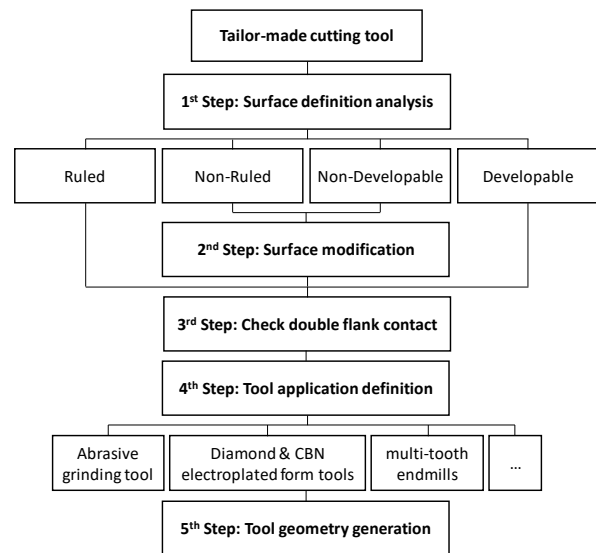 Tailor-made cutting tool
1st Step: Surface definition analysis
Ruled
Non-Ruled
Non-Developable
Developable
2nd Step: Surface modification
3rd Step: Check double flank contact
4th Step: Tool application definition
Abrasive
grinding tool
Diamond & CBN
electroplated form tools
multi-tooth
endmills
...
5th Step: Tool geometry generation